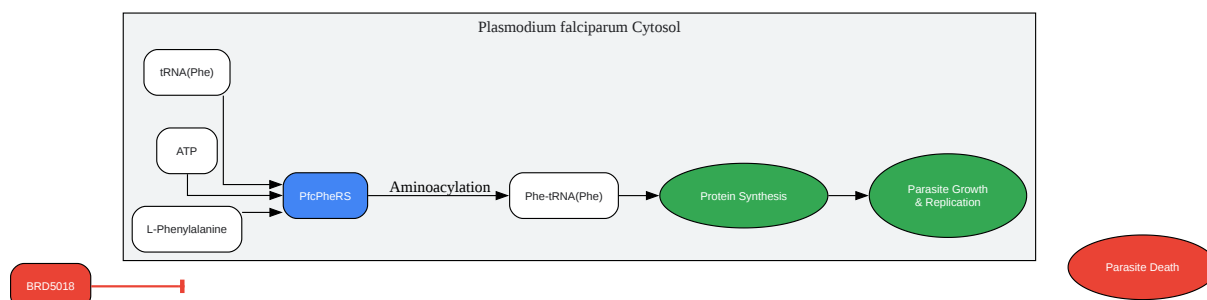 Plasmodium falciparum Cytosol
tRNA(Phe)
ATP
L-Phenylalanine
PfcPheRS
Aminoacylation
Phe-tRNA(Phe)
Protein Synthesis
Parasite Growth
& Replication
BRD5018
Parasite Death